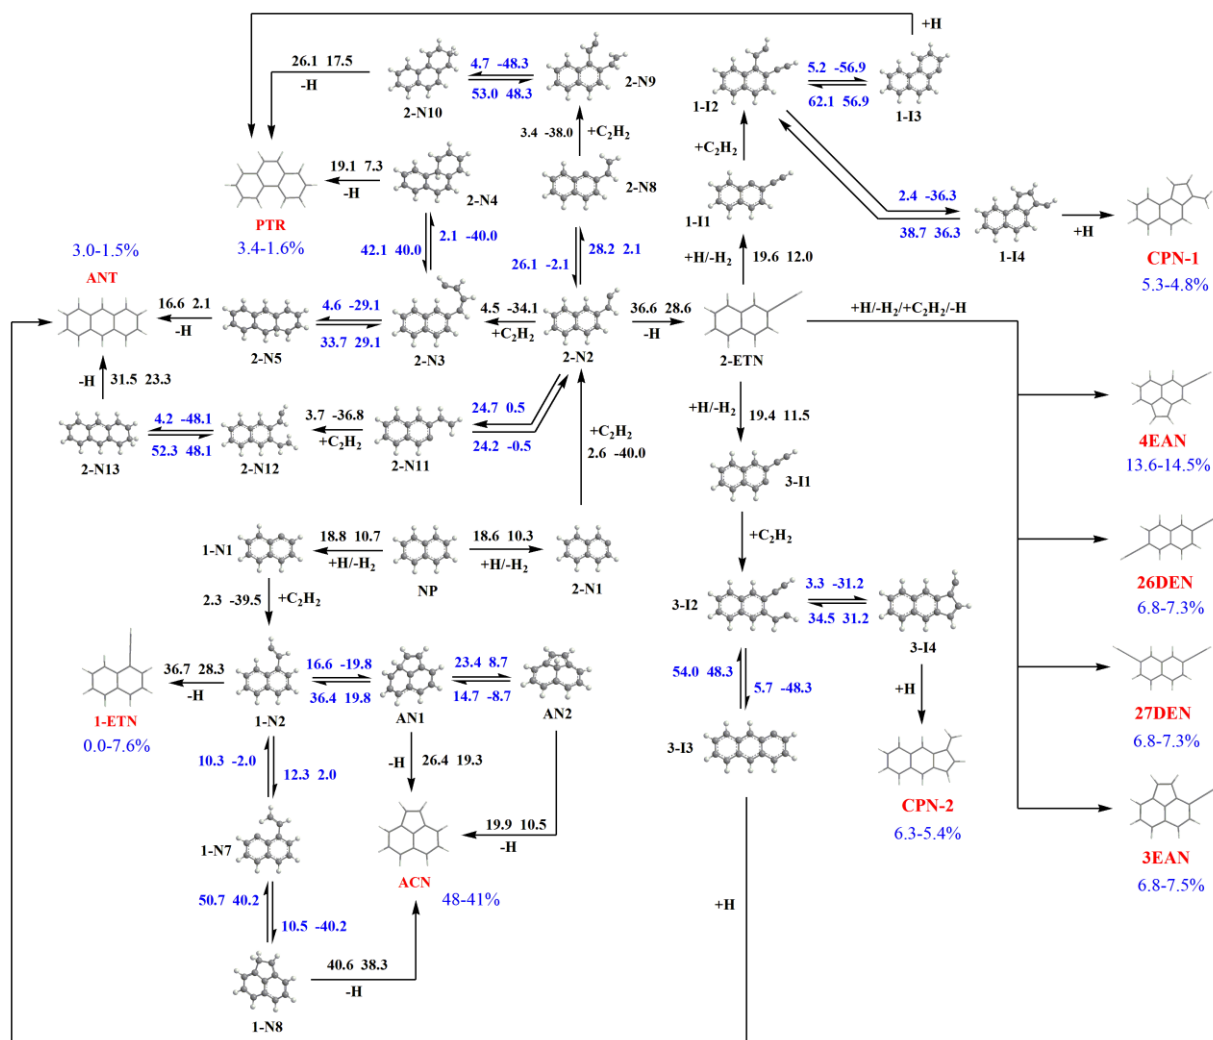 +H
26.1 17.5
-H
2-N10
4.7 -48.3
53.0 48.3
2-N9
1-I2
5.2 -56.9
62.1 56.9
1-I3
3.4 -38.0
+C₂H₂
+C₂H₂
19.1 7.3
-H
2-N4
2-N8
1-I1
2.4 -36.3
38.7 36.3
1-I4
+H
CPN-1
5.3-4.8%
PTR
3.4-1.6%
3.0-1.5%
ANT
42.1 40.0
2.1 -40.0
26.1 -2.1
28.2 2.1
+H/-H₂
19.6 12.0
16.6 2.1
-H
2-N5
4.6 -29.1
33.7 29.1
2-N3
4.5 -34.1
+C₂H₂
2-N2
36.6 28.6
-H
2-ETN
+H/-H₂/+C₂H₂/-H
-H
31.5 23.3
2-N13
4.2 -48.1
52.3 48.1
2-N12
3.7 -36.8
+C₂H₂
2-N11
24.7 0.5
24.2 -0.5
+C₂H₂
2.6 -40.0
+H/-H₂
19.4 11.5
3-I1
4EAN
13.6-14.5%
1-N1
18.8 10.7
+H/-H₂
NP
18.6 10.3
+H/-H₂
2-N1
+C₂H₂
26DEN
6.8-7.3%
2.3 -39.5
+C₂H₂
3-I2
3.3 -31.2
34.5 31.2
3-I4
36.7 28.3
-H
1-ETN
0.0-7.6%
1-N2
16.6 -19.8
36.4 19.8
AN1
23.4 8.7
14.7 -8.7
AN2
54.0 48.3
5.7 -48.3
+H
27DEN
6.8-7.3%
10.3 -2.0
12.3 2.0
-H
26.4 19.3
3-I3
CPN-2
6.3-5.4%
19.9 10.5
-H
1-N7
ACN
48-41%
3EAN
6.8-7.5%
50.7 40.2
10.5 -40.2
+H
40.6 38.3
-H
1-N8